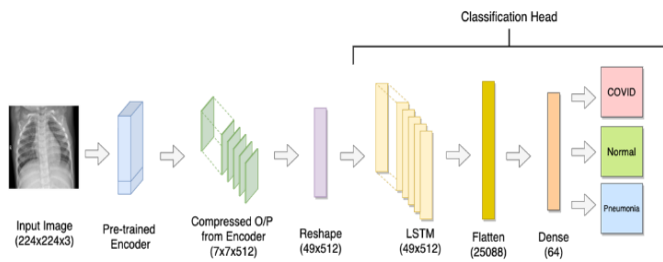 Classification Head
COVID
Normal
Pneumonia
Input Image
(224x224x3)
Pre-trained
Encoder
Compressed O/P
from Encoder
(7x7x512)
Reshape
(49x512)
LSTM
(49x512)
Flatten
(25088)
Dense
(64)